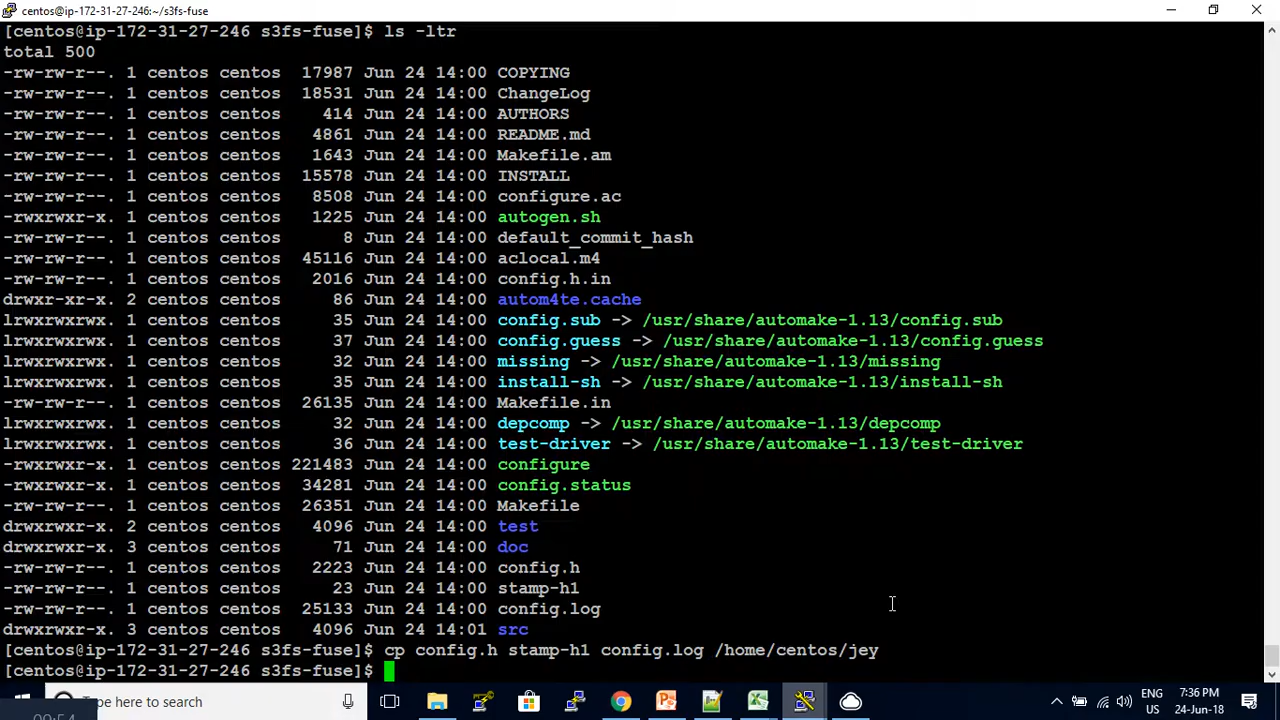 centos@ip-172-31-27-246:~/s3fs-fuse
[centos@ip-172-31-27-246 s3fs-fuse]$ ls -ltr
total 500
-rw-rw-r--. 1 centos centos  17987 Jun 24 14:00 COPYING
-rw-rw-r--. 1 centos centos  18531 Jun 24 14:00 ChangeLog
-rw-rw-r--. 1 centos centos    414 Jun 24 14:00 AUTHORS
-rw-rw-r--. 1 centos centos   4861 Jun 24 14:00 README.md
-rw-rw-r--. 1 centos centos   1643 Jun 24 14:00 Makefile.am
-rw-rw-r--. 1 centos centos  15578 Jun 24 14:00 INSTALL
-rw-rw-r--. 1 centos centos   8508 Jun 24 14:00 configure.ac
-rwxrwxr-x. 1 centos centos   1225 Jun 24 14:00 autogen.sh
-rw-rw-r--. 1 centos centos      8 Jun 24 14:00 default_commit_hash
-rw-rw-r--. 1 centos centos  45116 Jun 24 14:00 aclocal.m4
-rw-rw-r--. 1 centos centos   2016 Jun 24 14:00 config.h.in
drwxr-xr-x. 2 centos centos     86 Jun 24 14:00 autom4te.cache
lrwxrwxrwx. 1 centos centos     35 Jun 24 14:00 config.sub -> /usr/share/automake-1.13/config.sub
lrwxrwxrwx. 1 centos centos     37 Jun 24 14:00 config.guess -> /usr/share/automake-1.13/config.guess
lrwxrwxrwx. 1 centos centos     32 Jun 24 14:00 missing -> /usr/share/automake-1.13/missing
lrwxrwxrwx. 1 centos centos     35 Jun 24 14:00 install-sh -> /usr/share/automake-1.13/install-sh
-rw-rw-r--. 1 centos centos  26135 Jun 24 14:00 Makefile.in
lrwxrwxrwx. 1 centos centos     32 Jun 24 14:00 depcomp -> /usr/share/automake-1.13/depcomp
lrwxrwxrwx. 1 centos centos     36 Jun 24 14:00 test-driver -> /usr/share/automake-1.13/test-driver
-rwxrwxr-x. 1 centos centos 221483 Jun 24 14:00 configure
-rwxrwxr-x. 1 centos centos  34281 Jun 24 14:00 config.status
-rw-rw-r--. 1 centos centos  26351 Jun 24 14:00 Makefile
drwxrwxr-x. 2 centos centos   4096 Jun 24 14:00 test
drwxrwxr-x. 3 centos centos     71 Jun 24 14:00 doc
-rw-rw-r--. 1 centos centos   2223 Jun 24 14:00 config.h
-rw-rw-r--. 1 centos centos     23 Jun 24 14:00 stamp-h1
-rw-rw-r--. 1 centos centos  25133 Jun 24 14:00 config.log
drwxrwxr-x. 3 centos centos   4096 Jun 24 14:01 src
[centos@ip-172-31-27-246 s3fs-fuse]$ cp config.h stamp-h1 config.log /home/centos/jey
[centos@ip-172-31-27-246 s3fs-fuse]$
here to search
ENG
US
7:36 PM
24-Jun-18